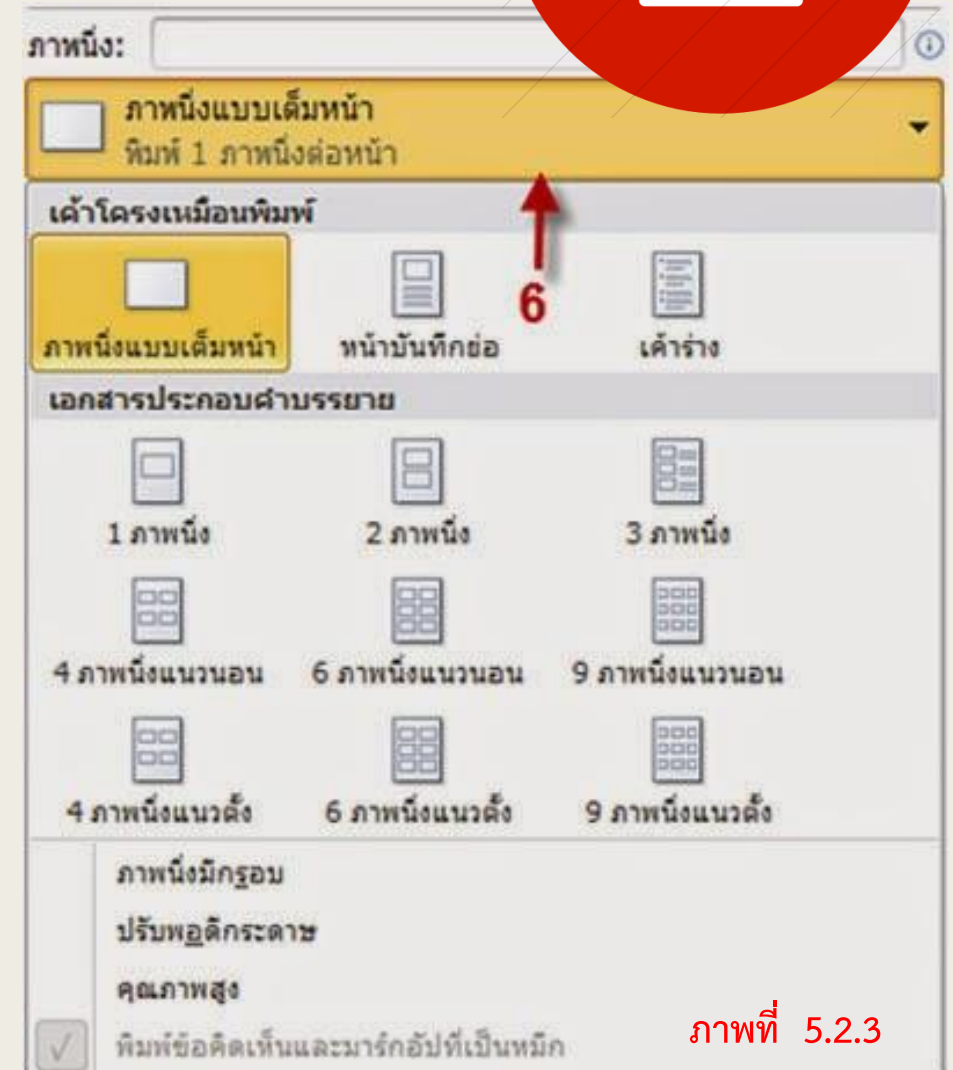 ภาพนิ่ง:
ภาพนิ่งแบบเต็มหน้า
พิมพ์ 1 ภาพนิ่งต่อหน้า
เค้าโครงเหมือนพิมพ์
6
ภาพนิ่งแบบเต็มหน้า หน้าบันทึกย่อ เค้าร่าง
เอกสารประกอบคำบรรยาย
1 ภาพนิ่ง 2 ภาพนิ่ง 3 ภาพนิ่ง
4 ภาพนิ่งแนวนอน 6 ภาพนิ่งแนวนอน 9 ภาพนิ่งแนวนอน
4 ภาพนิ่งแนวตั้ง 6 ภาพนิ่งแนวตั้ง 9 ภาพนิ่งแนวตั้ง
ภาพนิ่งมีกรอบ
ปรับพอดีกระดาษ
คุณภาพสูง
พิมพ์ข้อคิดเห็นและมาร์กอัปที่เป็นหมึก
ภาพที่ 5.2.3